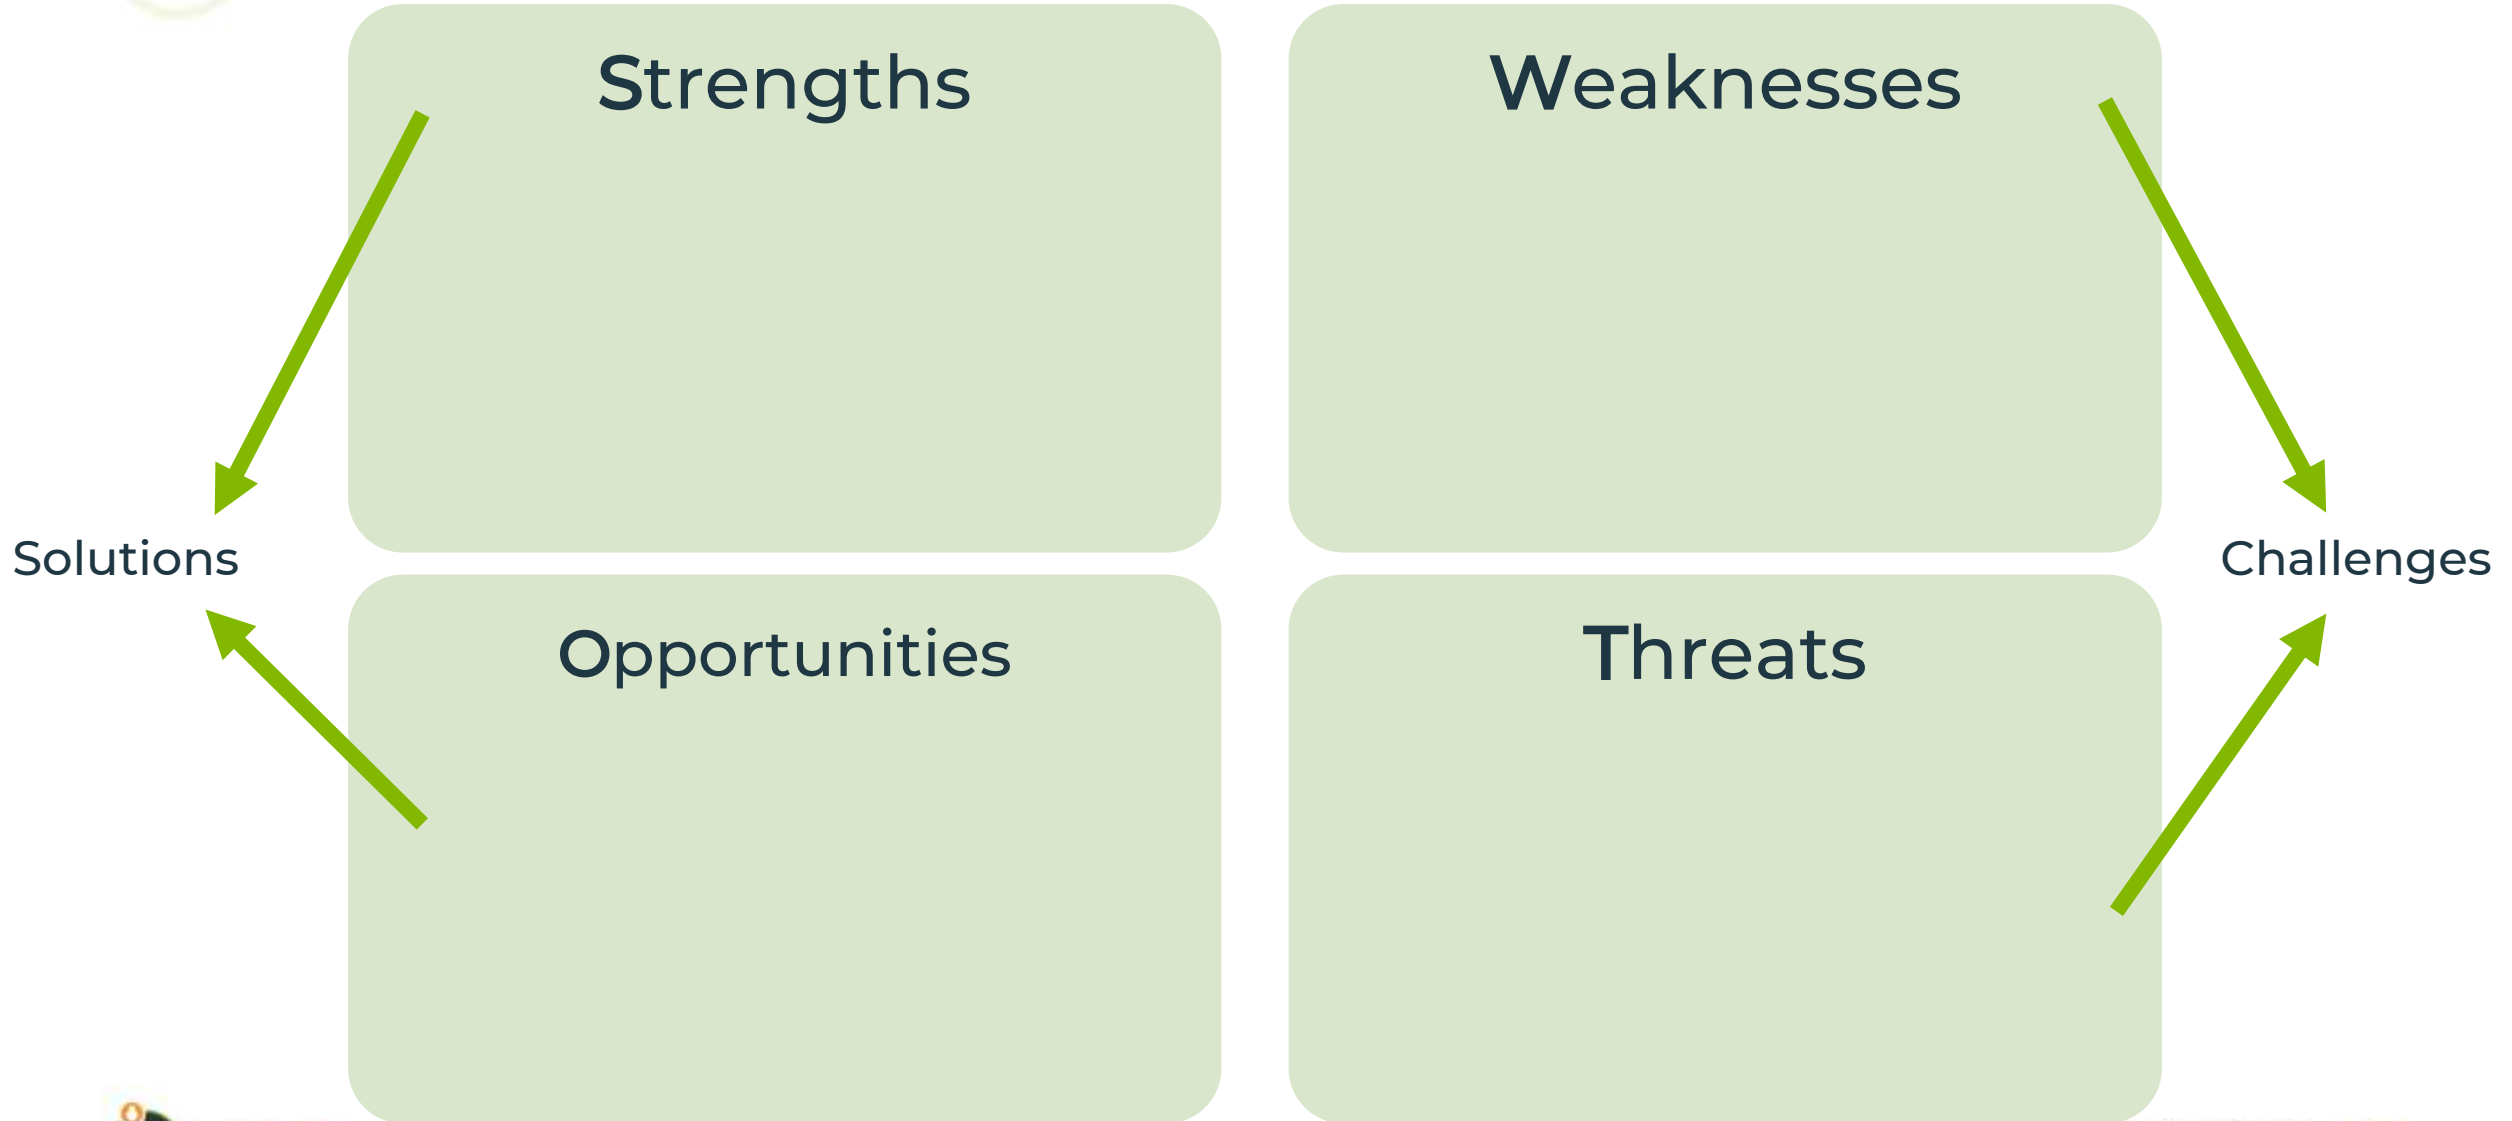 Strengths
Weaknesses
Solutions
Challenges
Opportunities
Threats